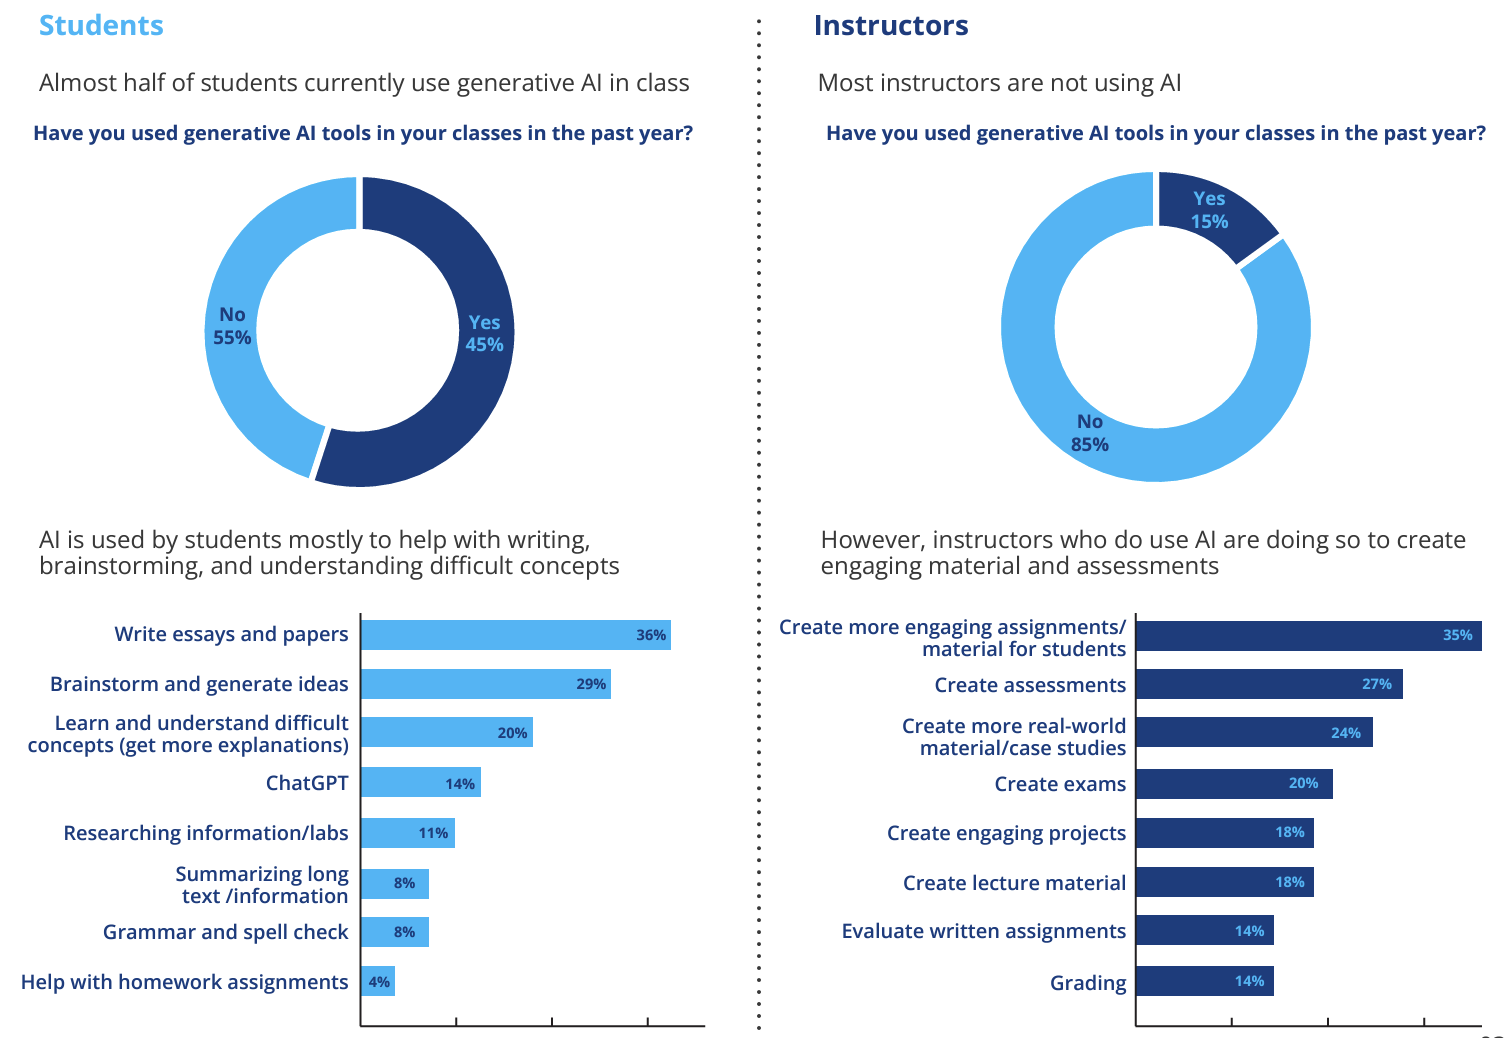 Students
Almost half of students currently use generative AI in class
Have you used generative AI tools in your classes in the past year?
No
55%
Yes
45%
AI is used by students mostly to help with writing,
brainstorming, and understanding difficult concepts
Write essays and papers
36%
Brainstorm and generate ideas
29%
Learn and understand difficult
concepts (get more explanations)
20%
ChatGPT
14%
Researching information/labs
11%
Summarizing long
text /information
8%
Grammar and spell check
8%
Help with homework assignments
4%
Instructors
Most instructors are not using AI
Have you used generative AI tools in your classes in the past year?
Yes
15%
No
85%
However, instructors who do use AI are doing so to create
engaging material and assessments
Create more engaging assignments/
material for students
35%
Create assessments
27%
Create more real-world
material/case studies
24%
Create exams
20%
Create engaging projects
18%
Create lecture material
18%
Evaluate written assignments
14%
Grading
14%